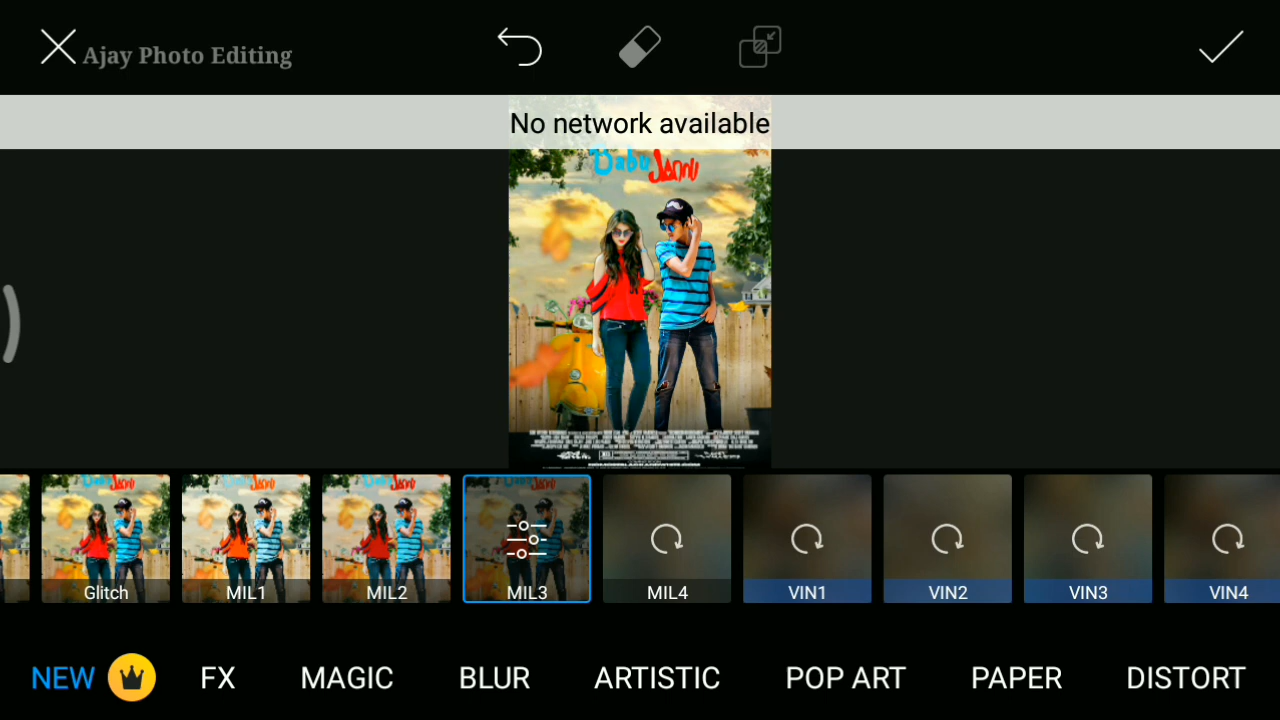 Ajay Photo Editing
No network available
Babu Jannu
Glitch
MIL1
MIL2
MIL3
MIL4
VIN1
VIN2
VIN3
VIN4
NEW
FX
MAGIC
BLUR
ARTISTIC
POP ART
PAPER
DISTORT